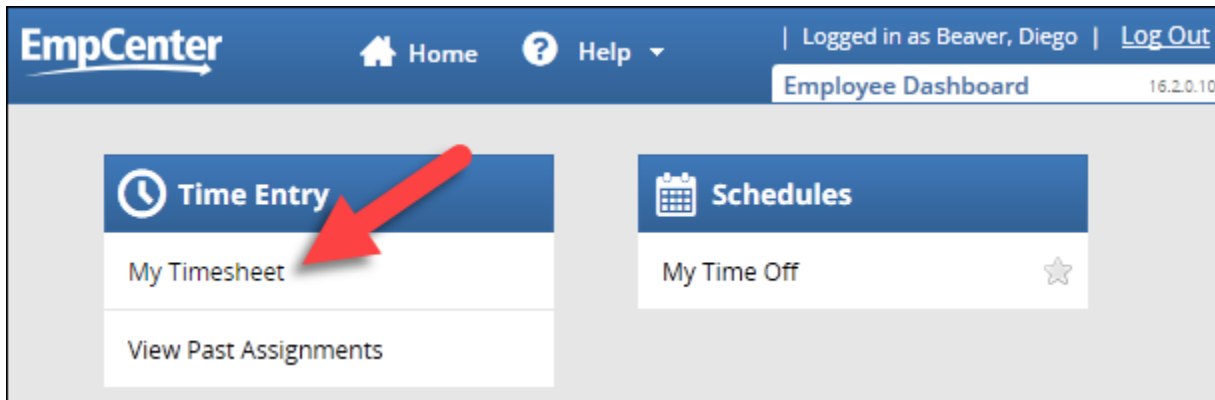 EmpCenter
Home
Help
| Logged in as Beaver, Diego |
Log Out
Employee Dashboard
16.2.0.10
Time Entry
My Timesheet
View Past Assignments
Schedules
My Time Off